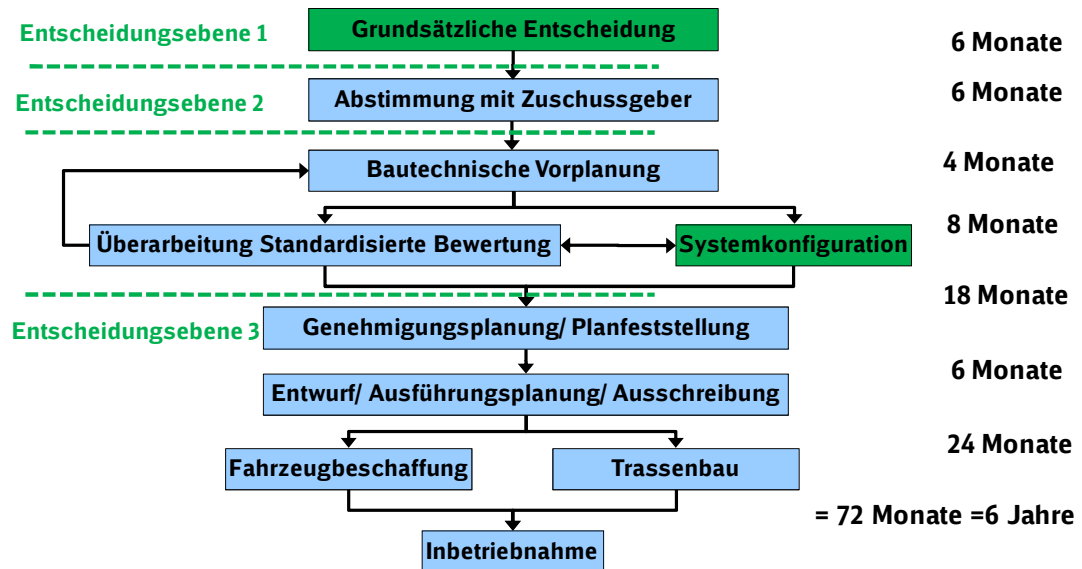 Entscheidungsebene 1
Grundsätzliche Entscheidung
6 Monate
Entscheidungsebene 2
Abstimmung mit Zuschussgeber
6 Monate
Bautechnische Vorplanung
4 Monate
Überarbeitung Standardisierte Bewertung
Systemkonfiguration
8 Monate
18 Monate
Entscheidungsebene 3
Genehmigungsplanung/ Planfeststellung
6 Monate
Entwurf/ Ausführungsplanung/ Ausschreibung
24 Monate
Fahrzeugbeschaffung
Trassenbau
= 72 Monate =6 Jahre
Inbetriebnahme